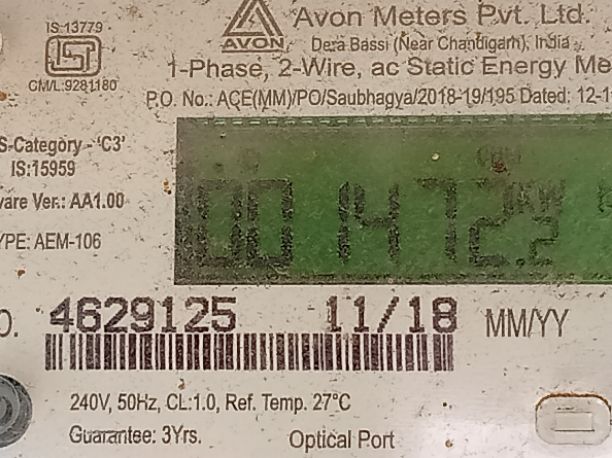 IS:13779
ISI
CM/L:9281180
AVON
Avon Meters Pvt. Ltd.
Dera Bassi (Near Chandigarh), India
1-Phase, 2-Wire, ac Static Energy Me
P.O. No.: ACE(MM)/PO/Saubhagya/2018-19/195 Dated: 12-1
S-Category - 'C3'
IS:15959
are Ver.: AA1.00
YPE: AEM-106
001472.2
O. 4629125 11/18 MM/YY
240V, 50Hz, CL:1.0, Ref. Temp. 27°C
Guarantee: 3Yrs.
Optical Port